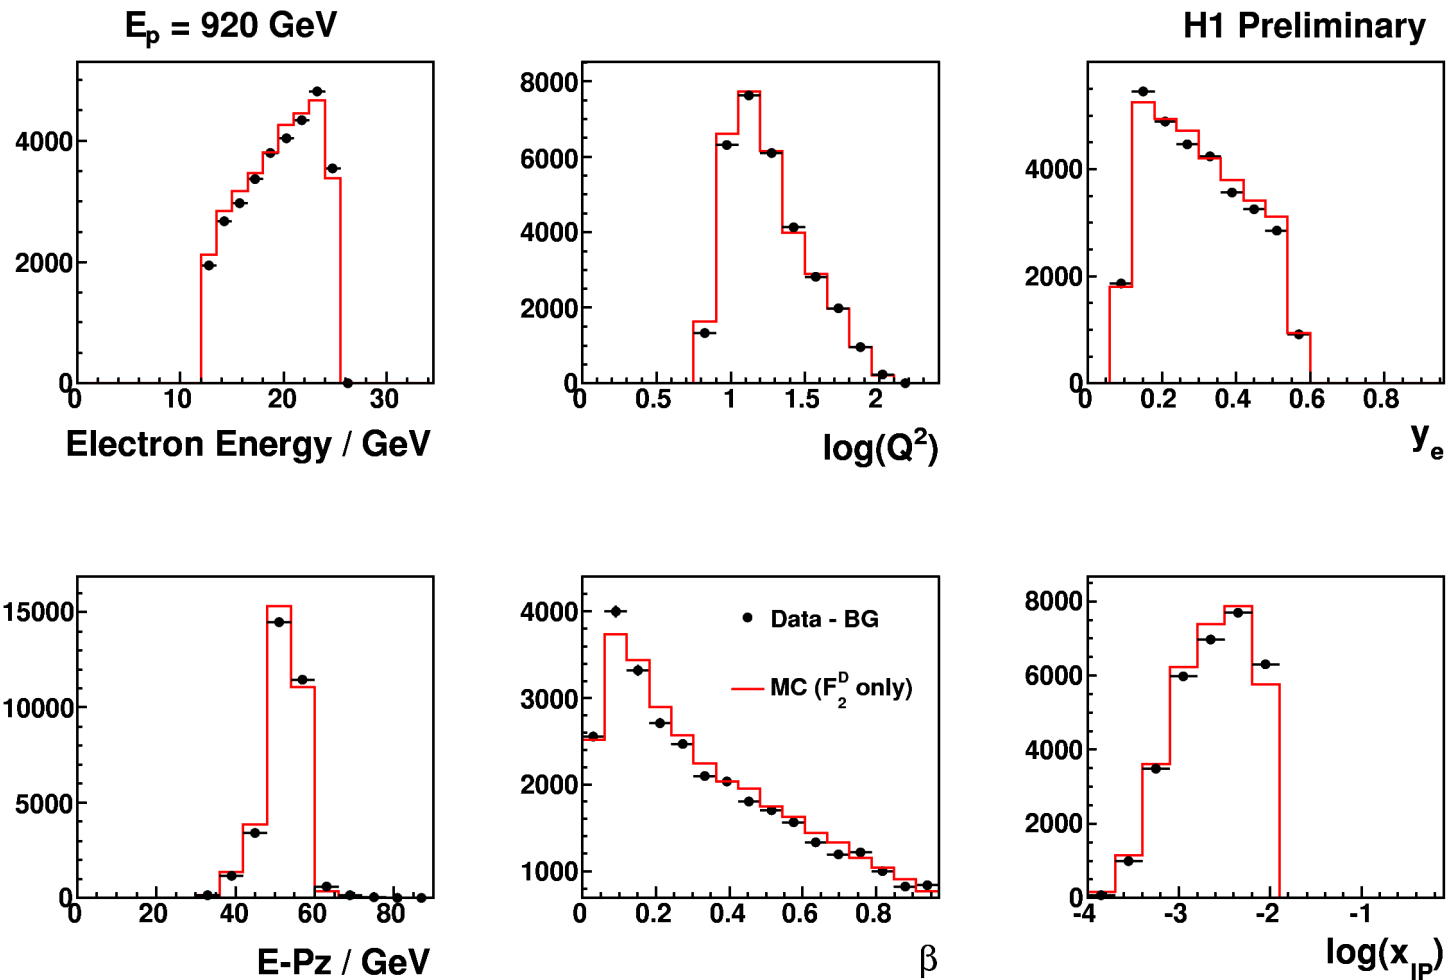 E_p = 920 GeV
H1 Preliminary
4000
2000
0
0 10 20 30
Electron Energy / GeV
8000
6000
4000
2000
0
0 0.5 1 1.5 2
log(Q²)
4000
2000
0
0 0.2 0.4 0.6 0.8
y_e
15000
10000
5000
0
0 20 40 60 80
E-Pz / GeV
4000
3000
2000
1000
Data - BG
MC (F₂ᴰ only)
0 0.2 0.4 0.6 0.8
β
8000
6000
4000
2000
0
-4 -3 -2 -1
log(x_IP)